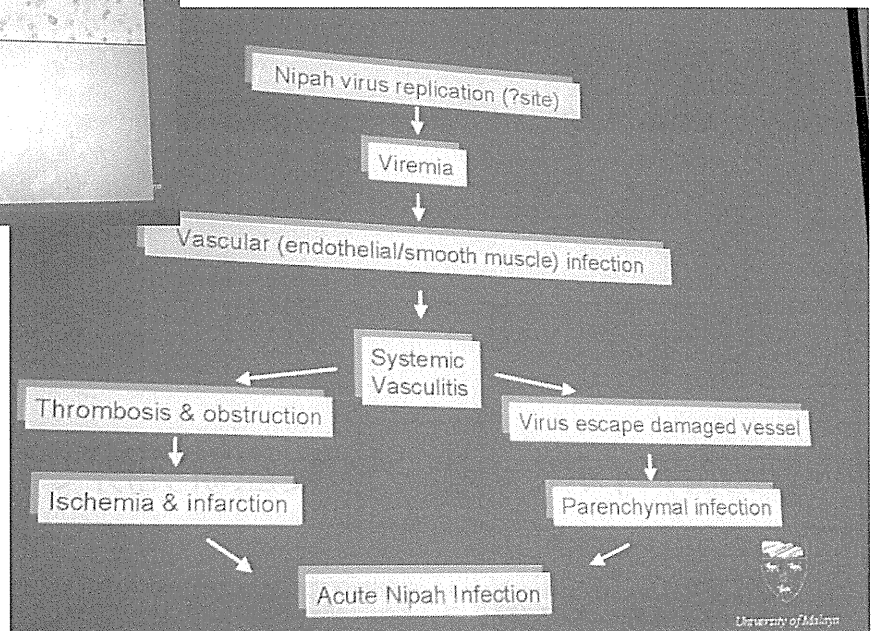 Nipah virus replication (?site)
Viremia
Vascular (endothelial/smooth muscle) infection
Systemic
Vasculitis
Thrombosis & obstruction
Virus escape damaged vessel
Ischemia & infarction
Parenchymal infection
Acute Nipah Infection
University of Malaya